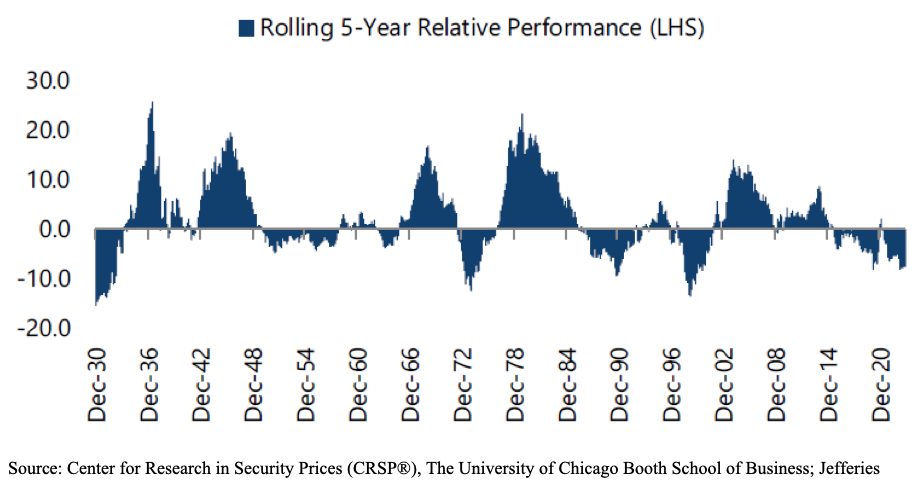 Rolling 5-Year Relative Performance (LHS)
30.0
20.0
10.0
0.0
-10.0
-20.0
Dec-30
Dec-36
Dec-42
Dec-48
Dec-54
Dec-60
Dec-66
Dec-72
Dec-78
Dec-84
Dec-90
Dec-96
Dec-02
Dec-08
Dec-14
Dec-20
Source: Center for Research in Security Prices (CRSP®), The University of Chicago Booth School of Business; Jefferies